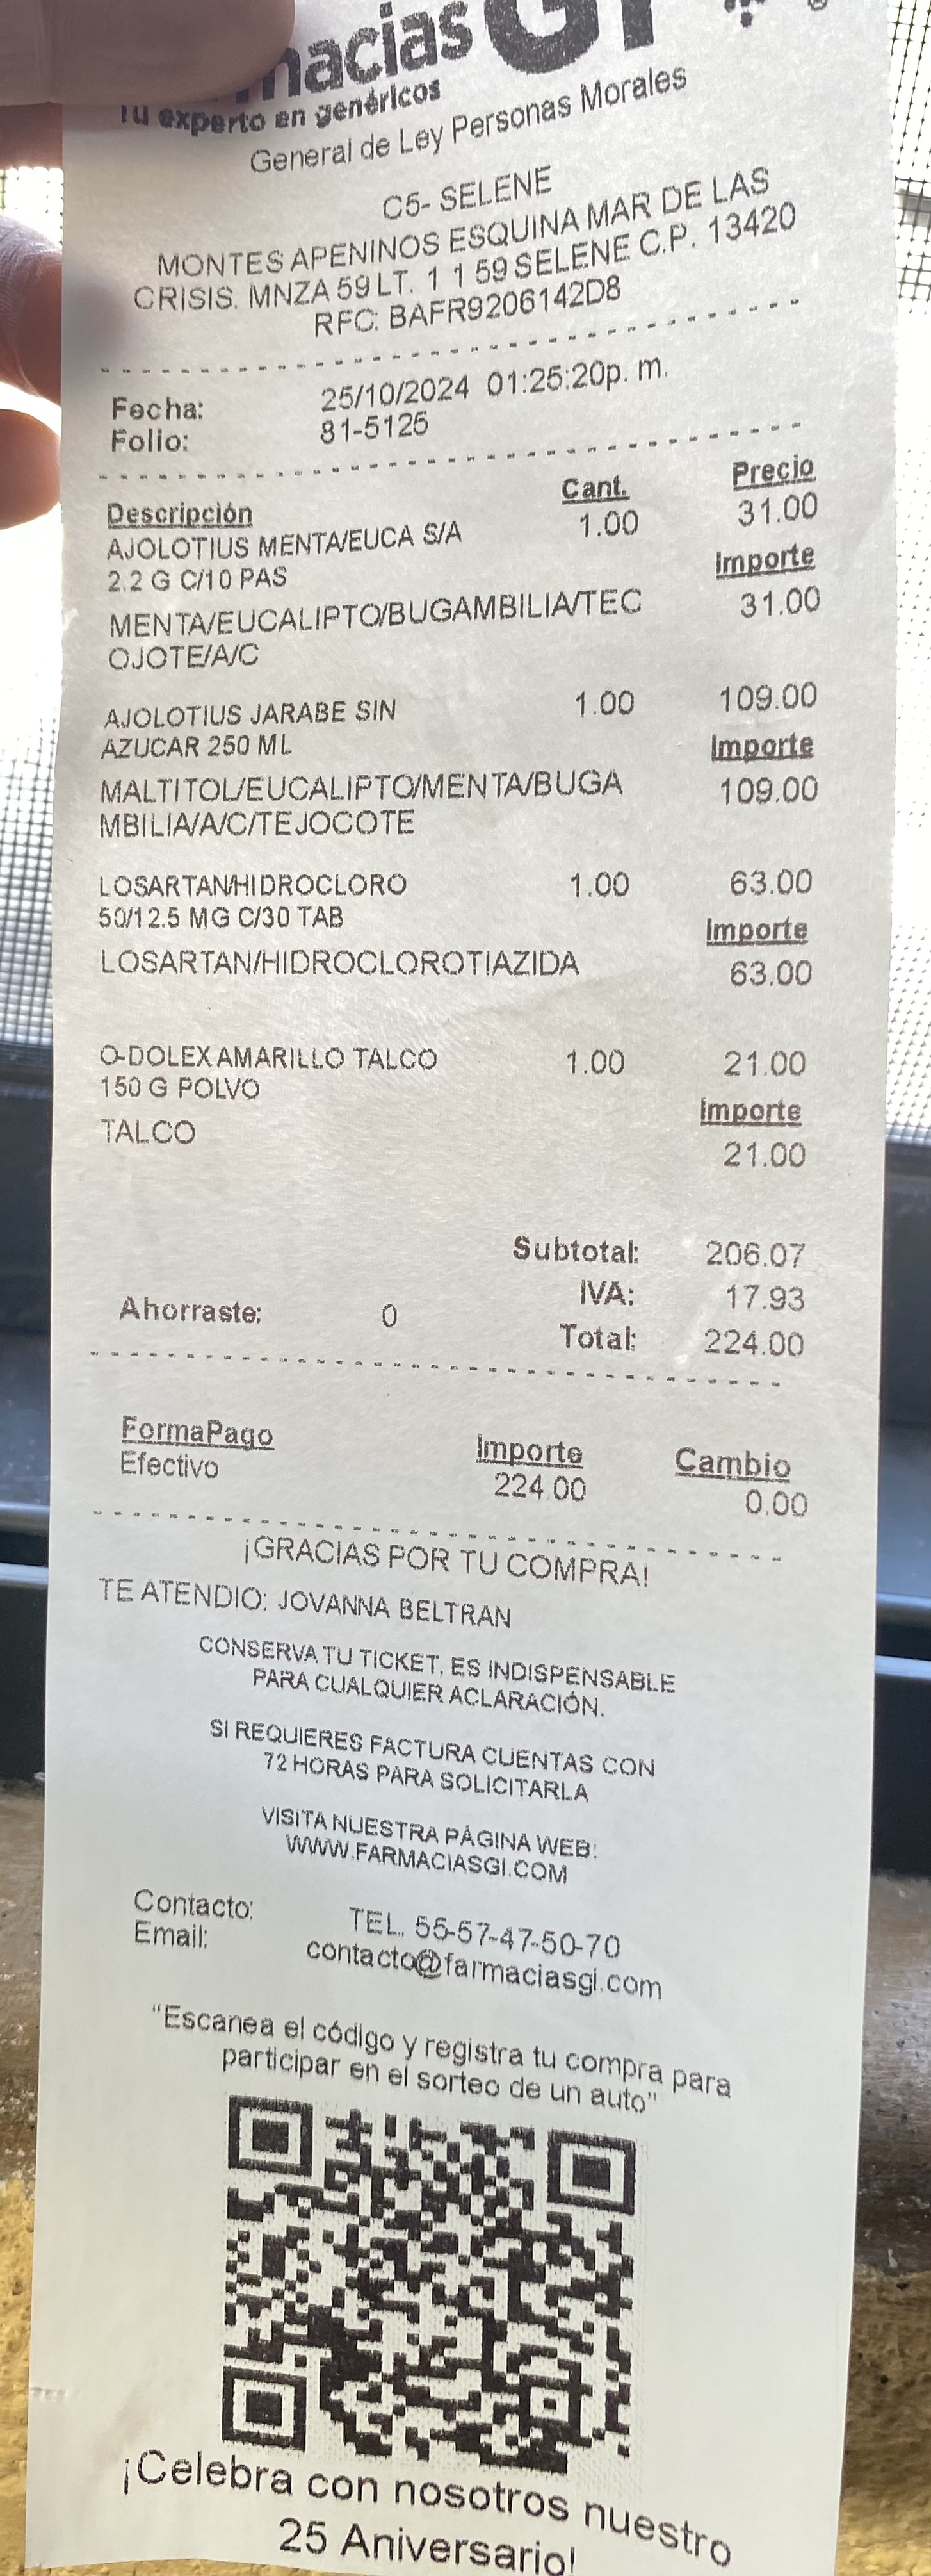 macias GI ®
Tu experto en genéricos
General de Ley Personas Morales
C5- SELENE
MONTES APENINOS ESQUINA MAR DE LAS
CRISIS. MNZA 59 LT. 1 1 59 SELENE C.P. 13420
RFC: BAFR9206142D8
Fecha: 25/10/2024 01:25:20p. m.
Folio: 81-5125
Descripción Cant. Precio
AJOLOTIUS MENTA/EUCA S/A 1.00 31.00
2.2 G C/10 PAS Importe
MENTA/EUCALIPTO/BUGAMBILIA/TEC 31.00
OJOTE/A/C
AJOLOTIUS JARABE SIN 1.00 109.00
AZUCAR 250 ML Importe
MALTITOL/EUCALIPTO/MENTA/BUGA 109.00
MBILIA/A/C/TEJOCOTE
LOSARTAN/HIDROCLORO 1.00 63.00
50/12.5 MG C/30 TAB Importe
LOSARTAN/HIDROCLOROTIAZIDA 63.00
O-DOLEX AMARILLO TALCO 1.00 21.00
150 G POLVO Importe
TALCO 21.00
Subtotal: 206.07
IVA: 17.93
Ahorraste: 0 Total: 224.00
FormaPago Importe Cambio
Efectivo 224.00 0.00
¡GRACIAS POR TU COMPRA!
TE ATENDIO: JOVANNA BELTRAN
CONSERVA TU TICKET, ES INDISPENSABLE
PARA CUALQUIER ACLARACIÓN.
SI REQUIERES FACTURA CUENTAS CON
72 HORAS PARA SOLICITARLA
VISITA NUESTRA PÁGINA WEB:
WWW.FARMACIASGI.COM
Contacto: TEL. 55-57-47-50-70
Email: contacto@farmaciasgi.com
"Escanea el código y registra tu compra para
participar en el sorteo de un auto"
¡Celebra con nosotros nuestro
25 Aniversario!